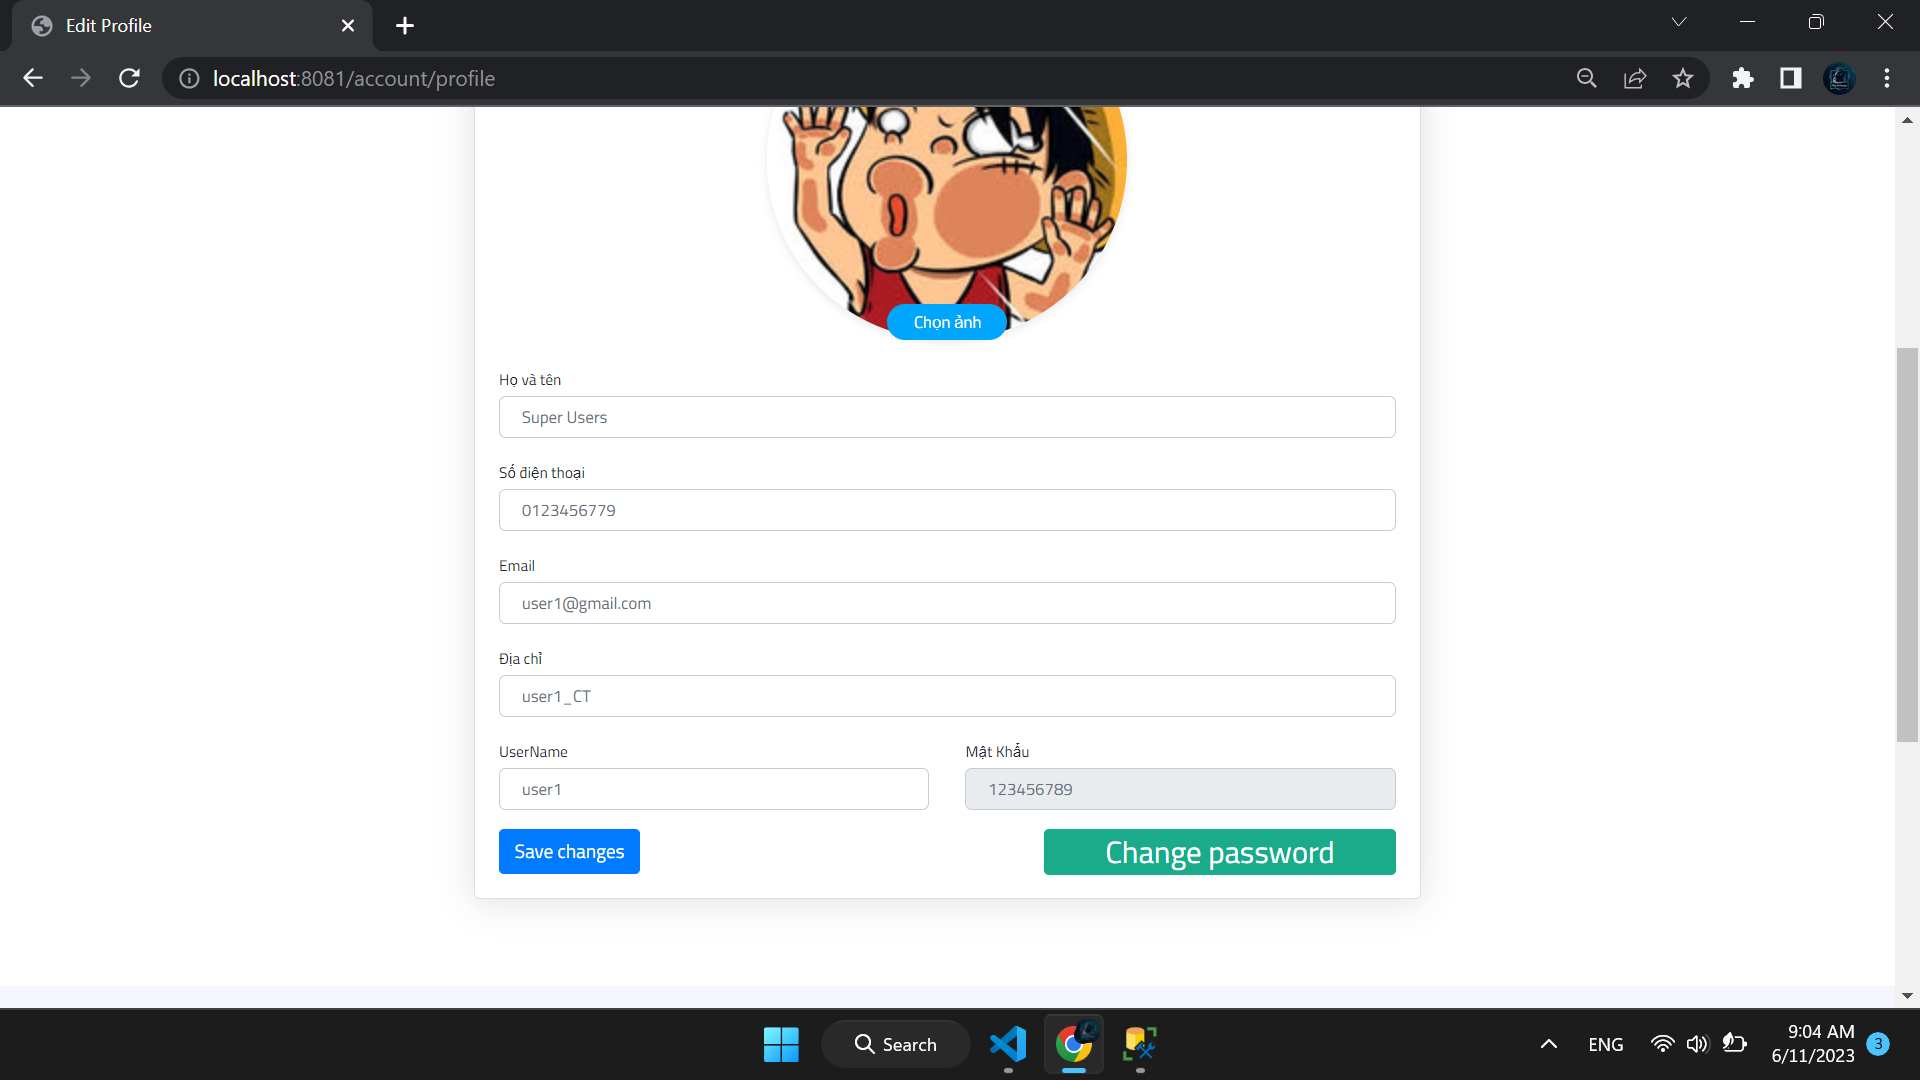 Edit Profile
localhost:8081/account/profile
Chọn ảnh
Họ và tên
Super Users
Số điện thoại
0123456779
Email
user1@gmail.com
Địa chỉ
user1_CT
UserName
Mật Khẩu
user1
123456789
Save changes
Change password
Search
ENG
9:04 AM
6/11/2023
3